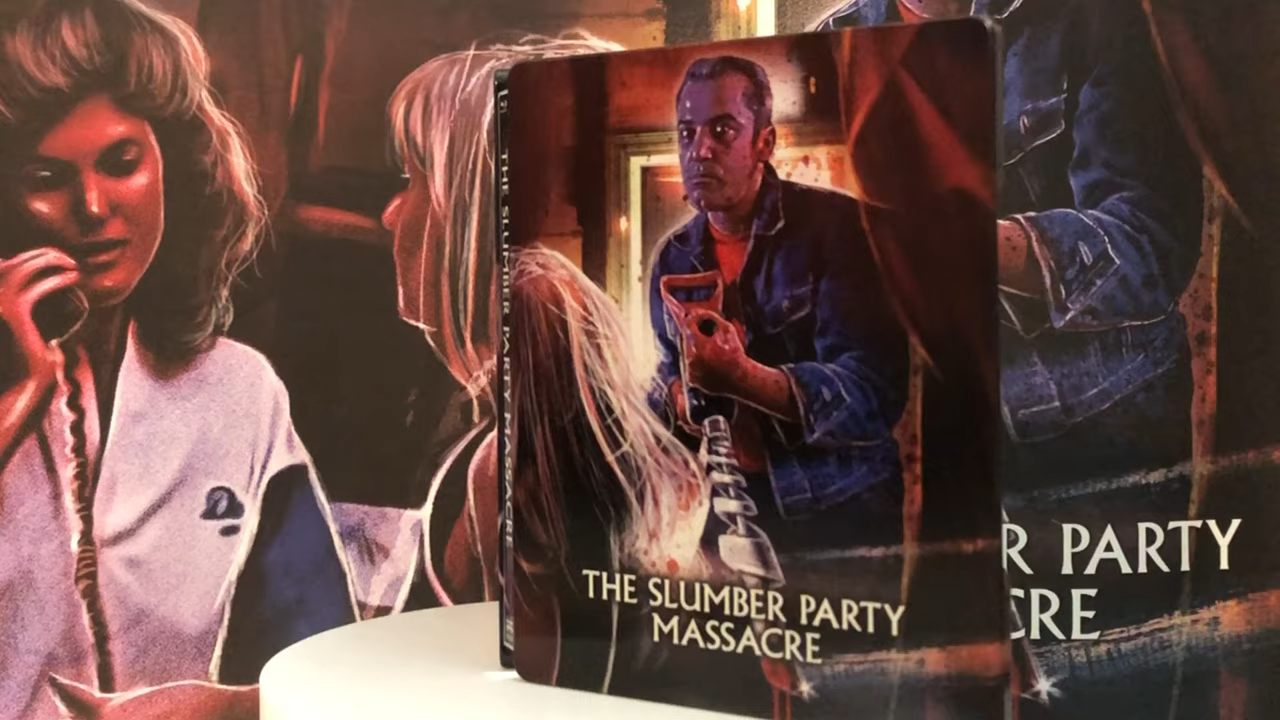 THE SLUMBER PARTY MASSACRE
THE SLUMBER PARTY
MASSACRE
R PARTY
CRE